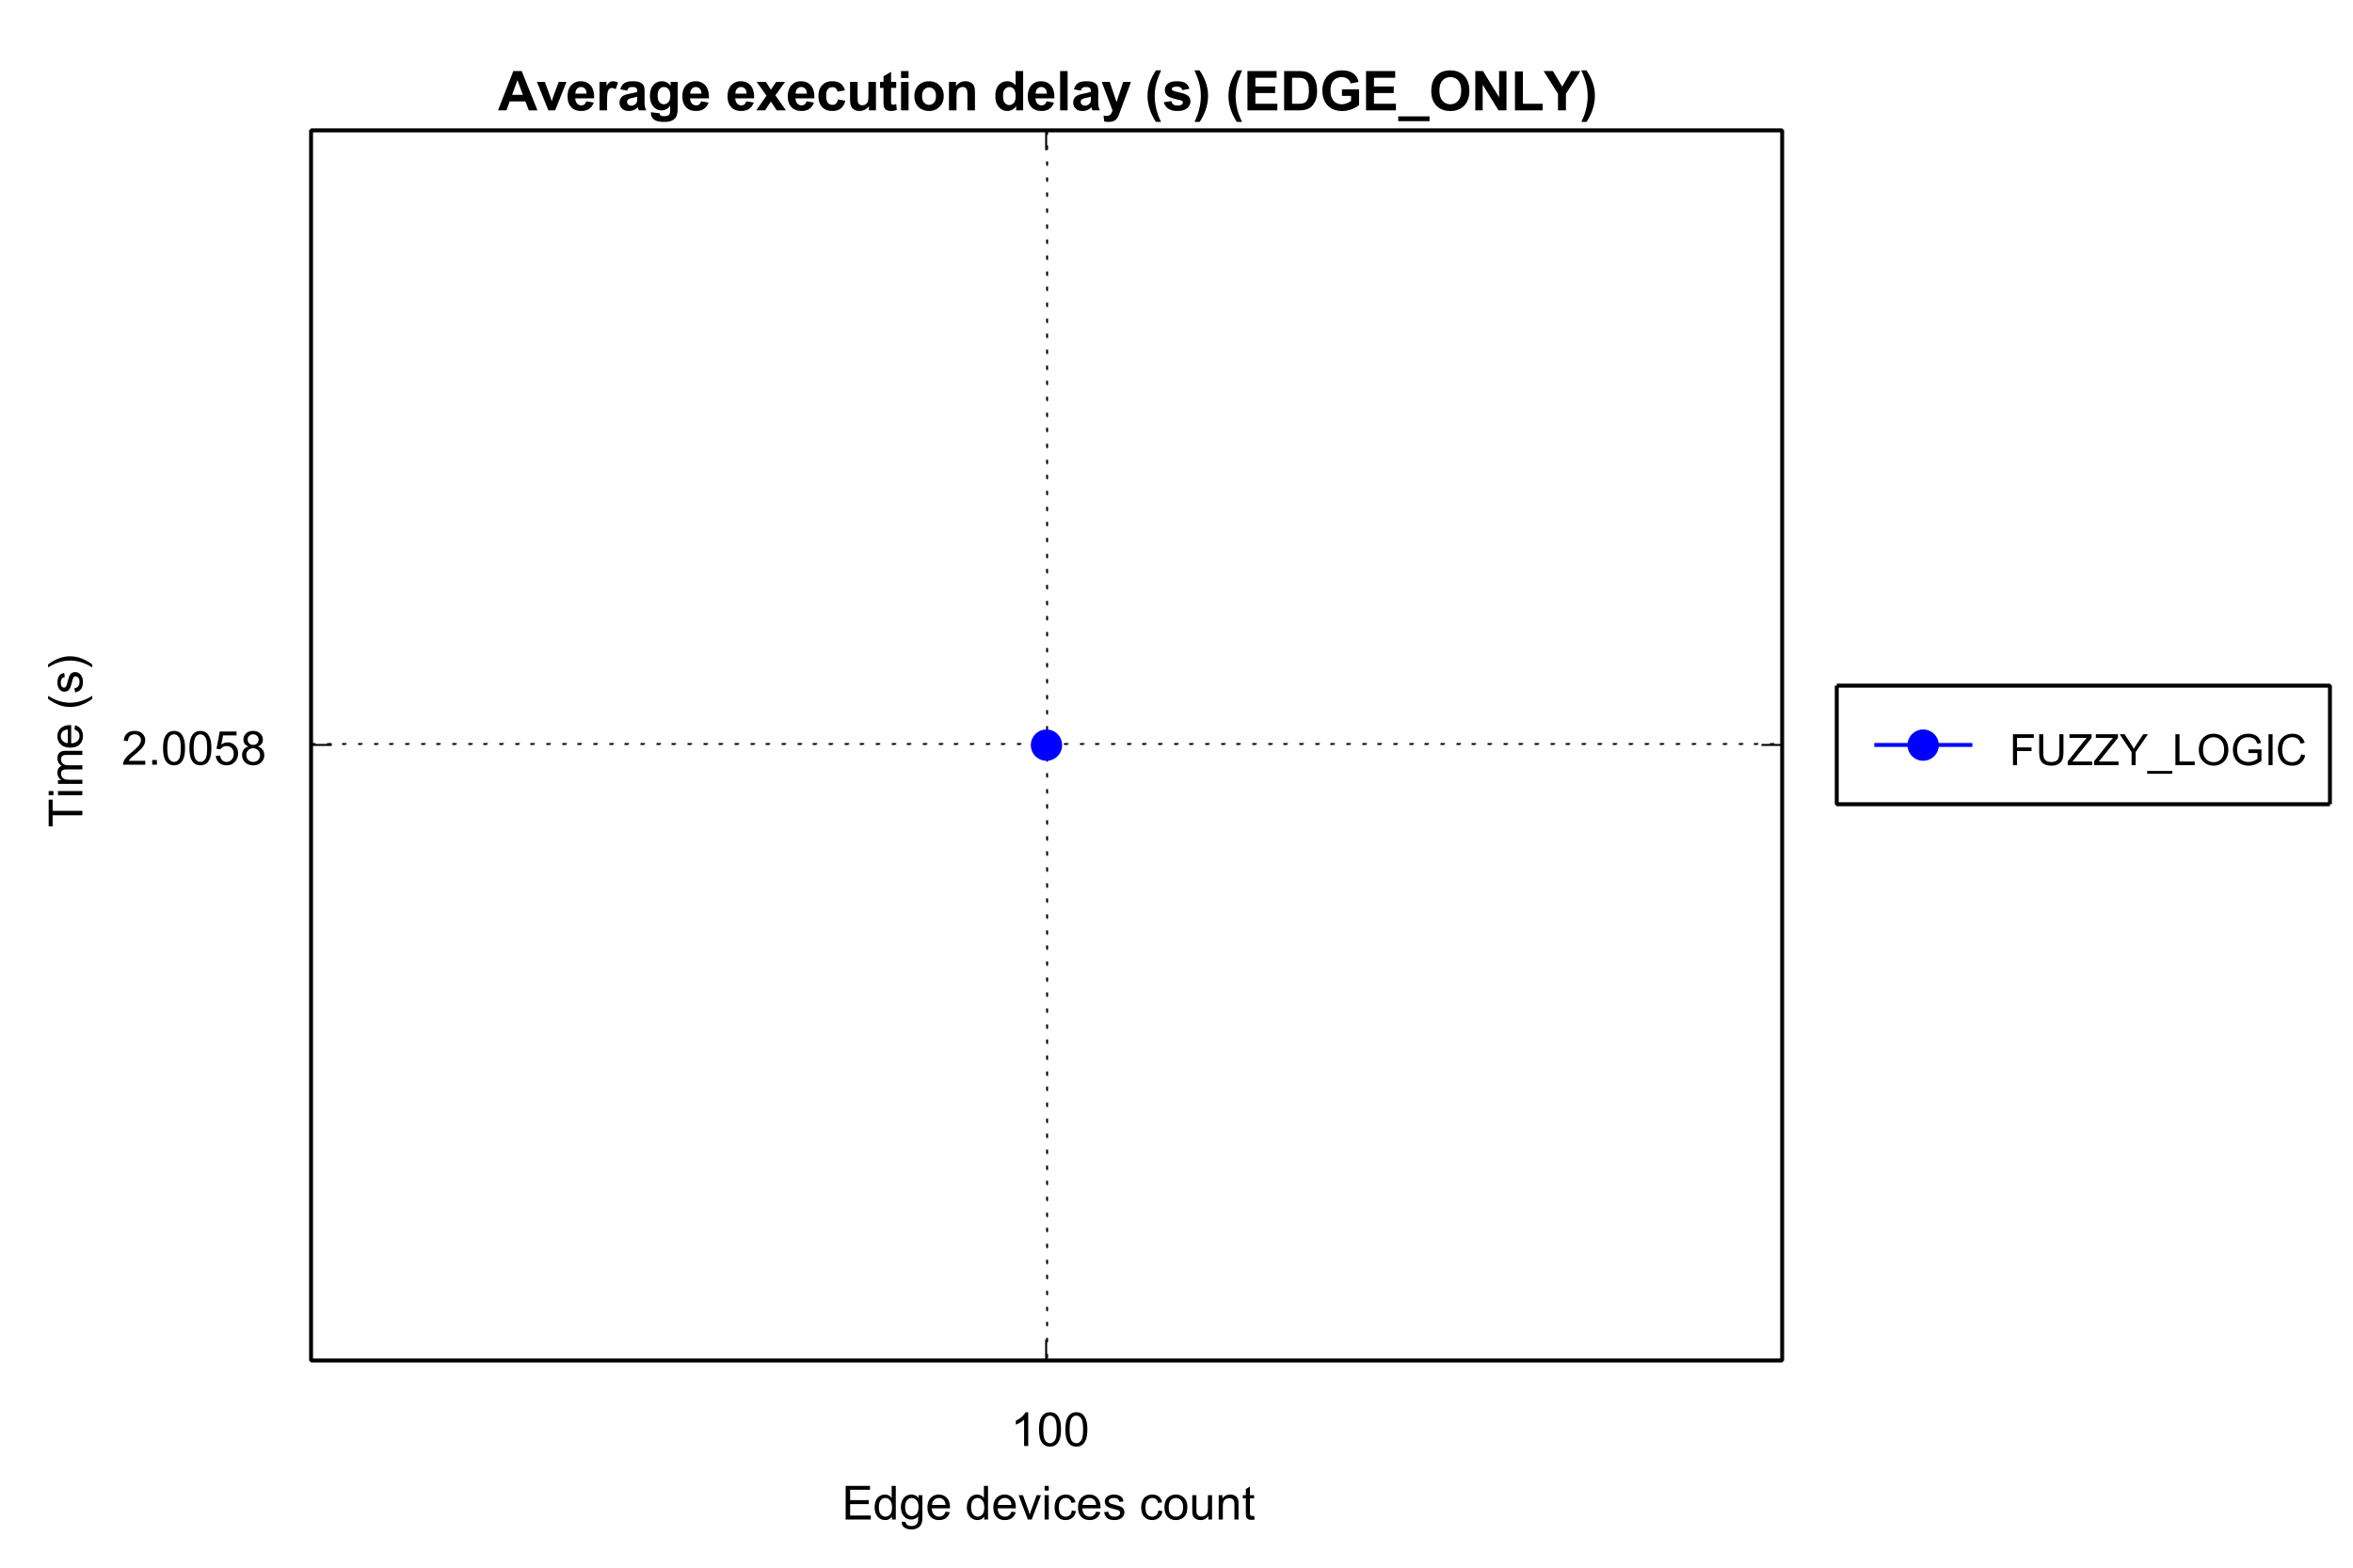 Average execution delay (s) (EDGE_ONLY)
Time (s)
2.0058
FUZZY_LOGIC
100
Edge devices count